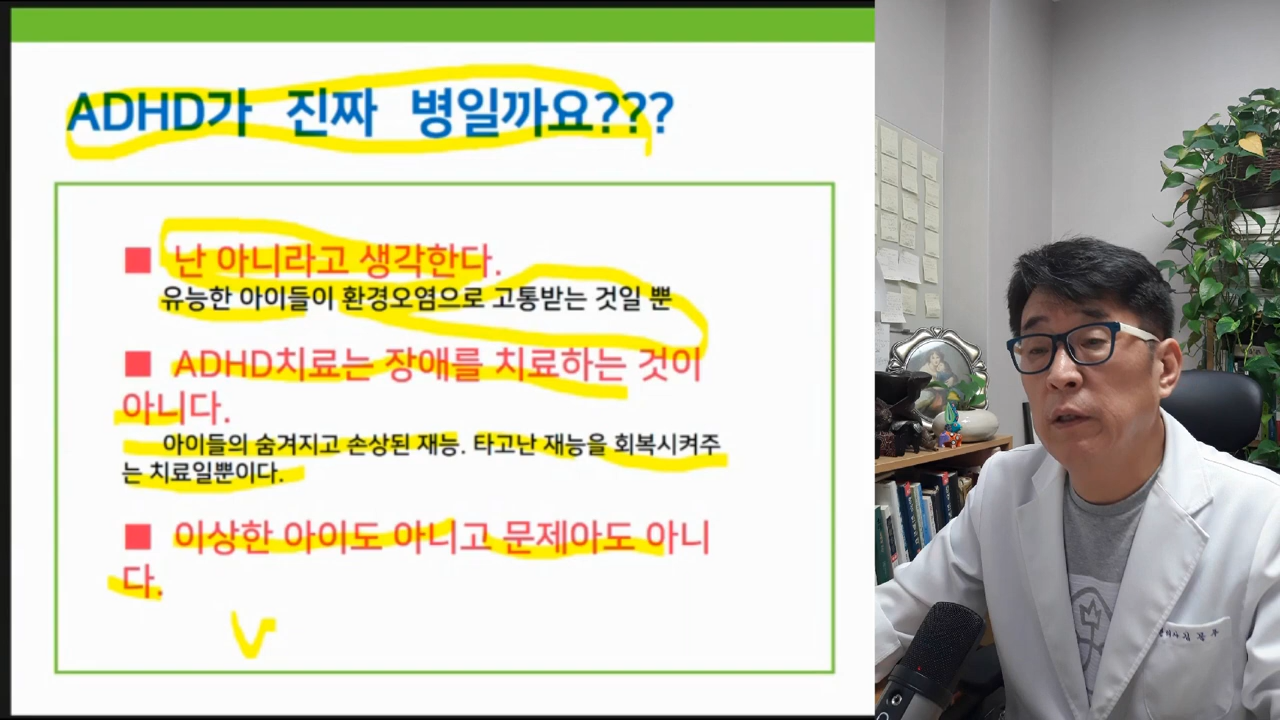 ADHD가 진짜 병일까요???
■ 난 아니라고 생각한다.
유능한 아이들이 환경오염으로 고통받는 것일 뿐
■ ADHD치료는 장애를 치료하는 것이
아니다.
아이들의 숨겨지고 손상된 재능. 타고난 재능을 회복시켜주
는 치료일뿐이다.
■ 이상한 아이도 아니고 문제아도 아니
다.